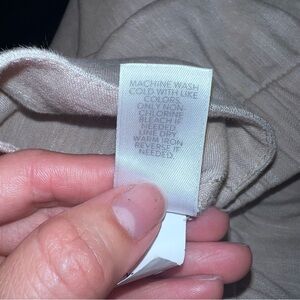 MACHINE WASH
COLD WITH LIKE
COLORS.
ONLY NON-
CHLORINE
BLEACH IF
NEEDED.
LINE DRY.
WARM IRON
REVERSE IF
NEEDED.